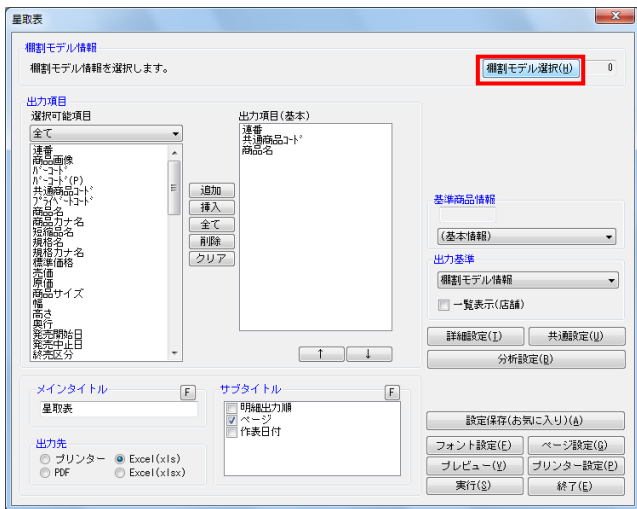 星取表
棚割モデル情報
棚割モデル情報を選択します。
棚割モデル選択(H)
0
出力項目
選択可能項目
全て
連番
商品画像
バーコード
バーコード(P)
共通商品コード
プライベートコード
商品名
商品カナ名
短縮品名
規格名
規格カナ名
標準価格
売価
原価
商品サイズ
幅
高さ
奥行
発売開始日
発売中止日
終売区分
追加
挿入
全て
削除
クリア
出力項目(基本)
連番
共通商品コード
商品名
↑
↓
基準商品情報
(基本情報)
出力基準
棚割モデル情報
一覧表示(店舗)
詳細設定(I)
共通設定(U)
分析設定(B)
メインタイトル
F
星取表
出力先
プリンター
Excel(xls)
PDF
Excel(xlsx)
サブタイトル
F
明細出力順
ページ
作表日付
設定保存(お気に入り)(A)
フォント設定(F)
ページ設定(G)
プレビュー(V)
プリンター設定(P)
実行(S)
終了(E)